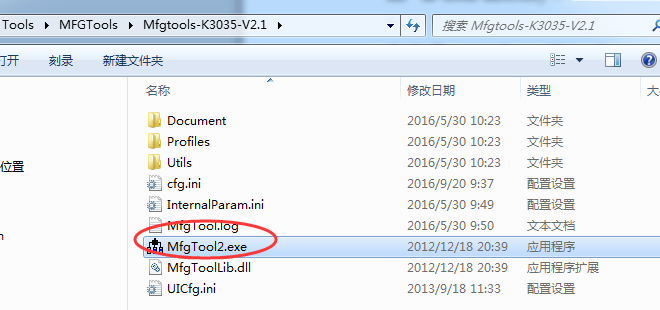 Tools ▸ MFGTools ▸ Mfgtools-K3035-V2.1 ▸
搜索 Mfgtools-K3035-V2.1
打开 刻录 新建文件夹
名称 修改日期 类型 大小
Document 2016/5/30 10:23 文件夹
Profiles 2016/5/30 10:23 文件夹
位置 Utils 2016/5/30 10:23 文件夹
cfg.ini 2016/9/20 9:37 配置设置
InternalParam.ini 2016/5/30 9:49 配置设置
MfgTool.log 2016/5/30 9:50 文本文档
MfgTool2.exe 2012/12/18 20:39 应用程序
MfgToolLib.dll 2012/12/18 20:39 应用程序扩展
UICfg.ini 2013/9/18 11:33 配置设置